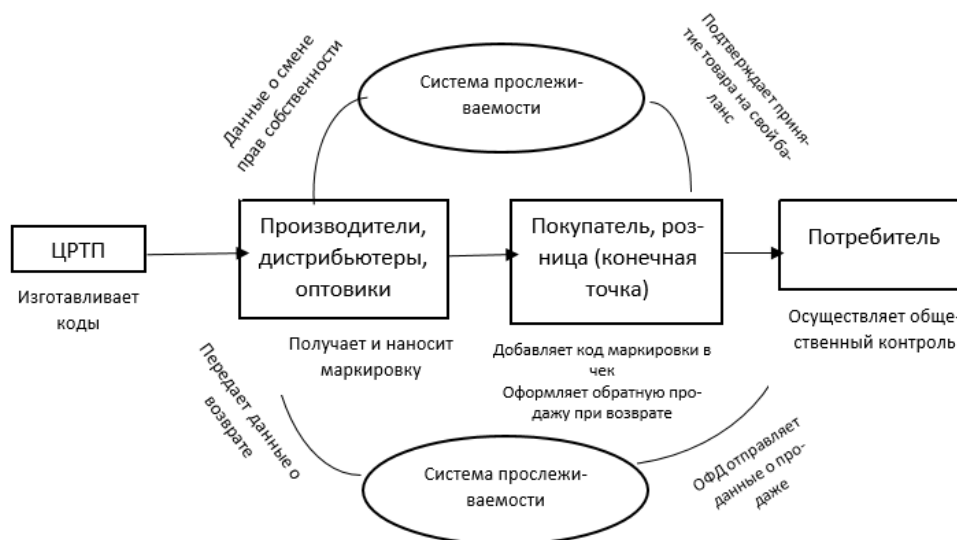 Данные о смене
прав собственности
Система прослежи-
ваемости
Подтверждает приня-
тие товара на свой ба-
ланс
ЦРТП
Изготавливает
коды
Производители,
дистрибьютеры,
оптовики
Получает и наносит
маркировку
Покупатель, роз-
ница (конечная
точка)
Добавляет код маркировки в
чек
Оформляет обратную про-
дажу при возврате
Потребитель
Осуществляет обще-
ственный контроль
Передает данные о
возврате
Система прослежи-
ваемости
ОФД отправляет
данные о про-
даже